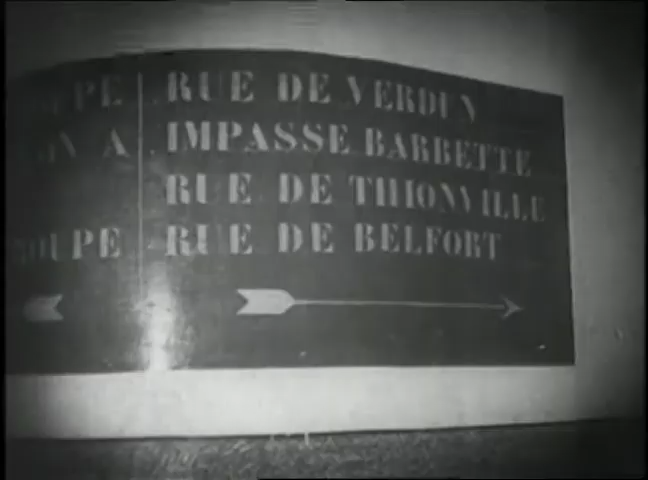 RUE DE VERDUN
A IMPASSE BARBETTE
RUE DE THIONVILLE
RUE DE BELFORT